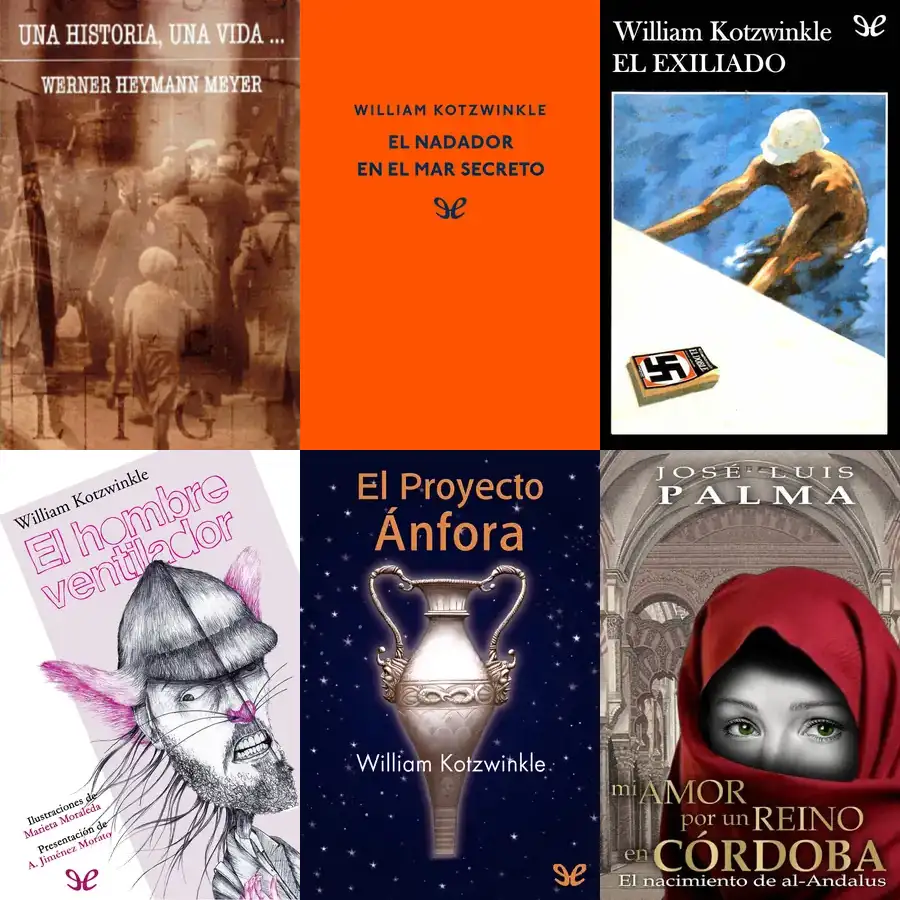 UNA HISTORIA, UNA VIDA ...
WERNER HEYMANN MEYER
WILLIAM KOTZWINKLE
EL NADADOR
EN EL MAR SECRETO
William Kotzwinkle
EL EXILIADO
EL DOBLE
William Kotzwinkle
El hombre
ventilador
Ilustraciones de
Marieta Moraleda
Presentación de
A. Jiménez Morato
El Proyecto
Ánfora
William Kotzwinkle
JOSÉ LUIS
PALMA
mi AMOR
por un REINO
en CÓRDOBA
El nacimiento de al-Andalus